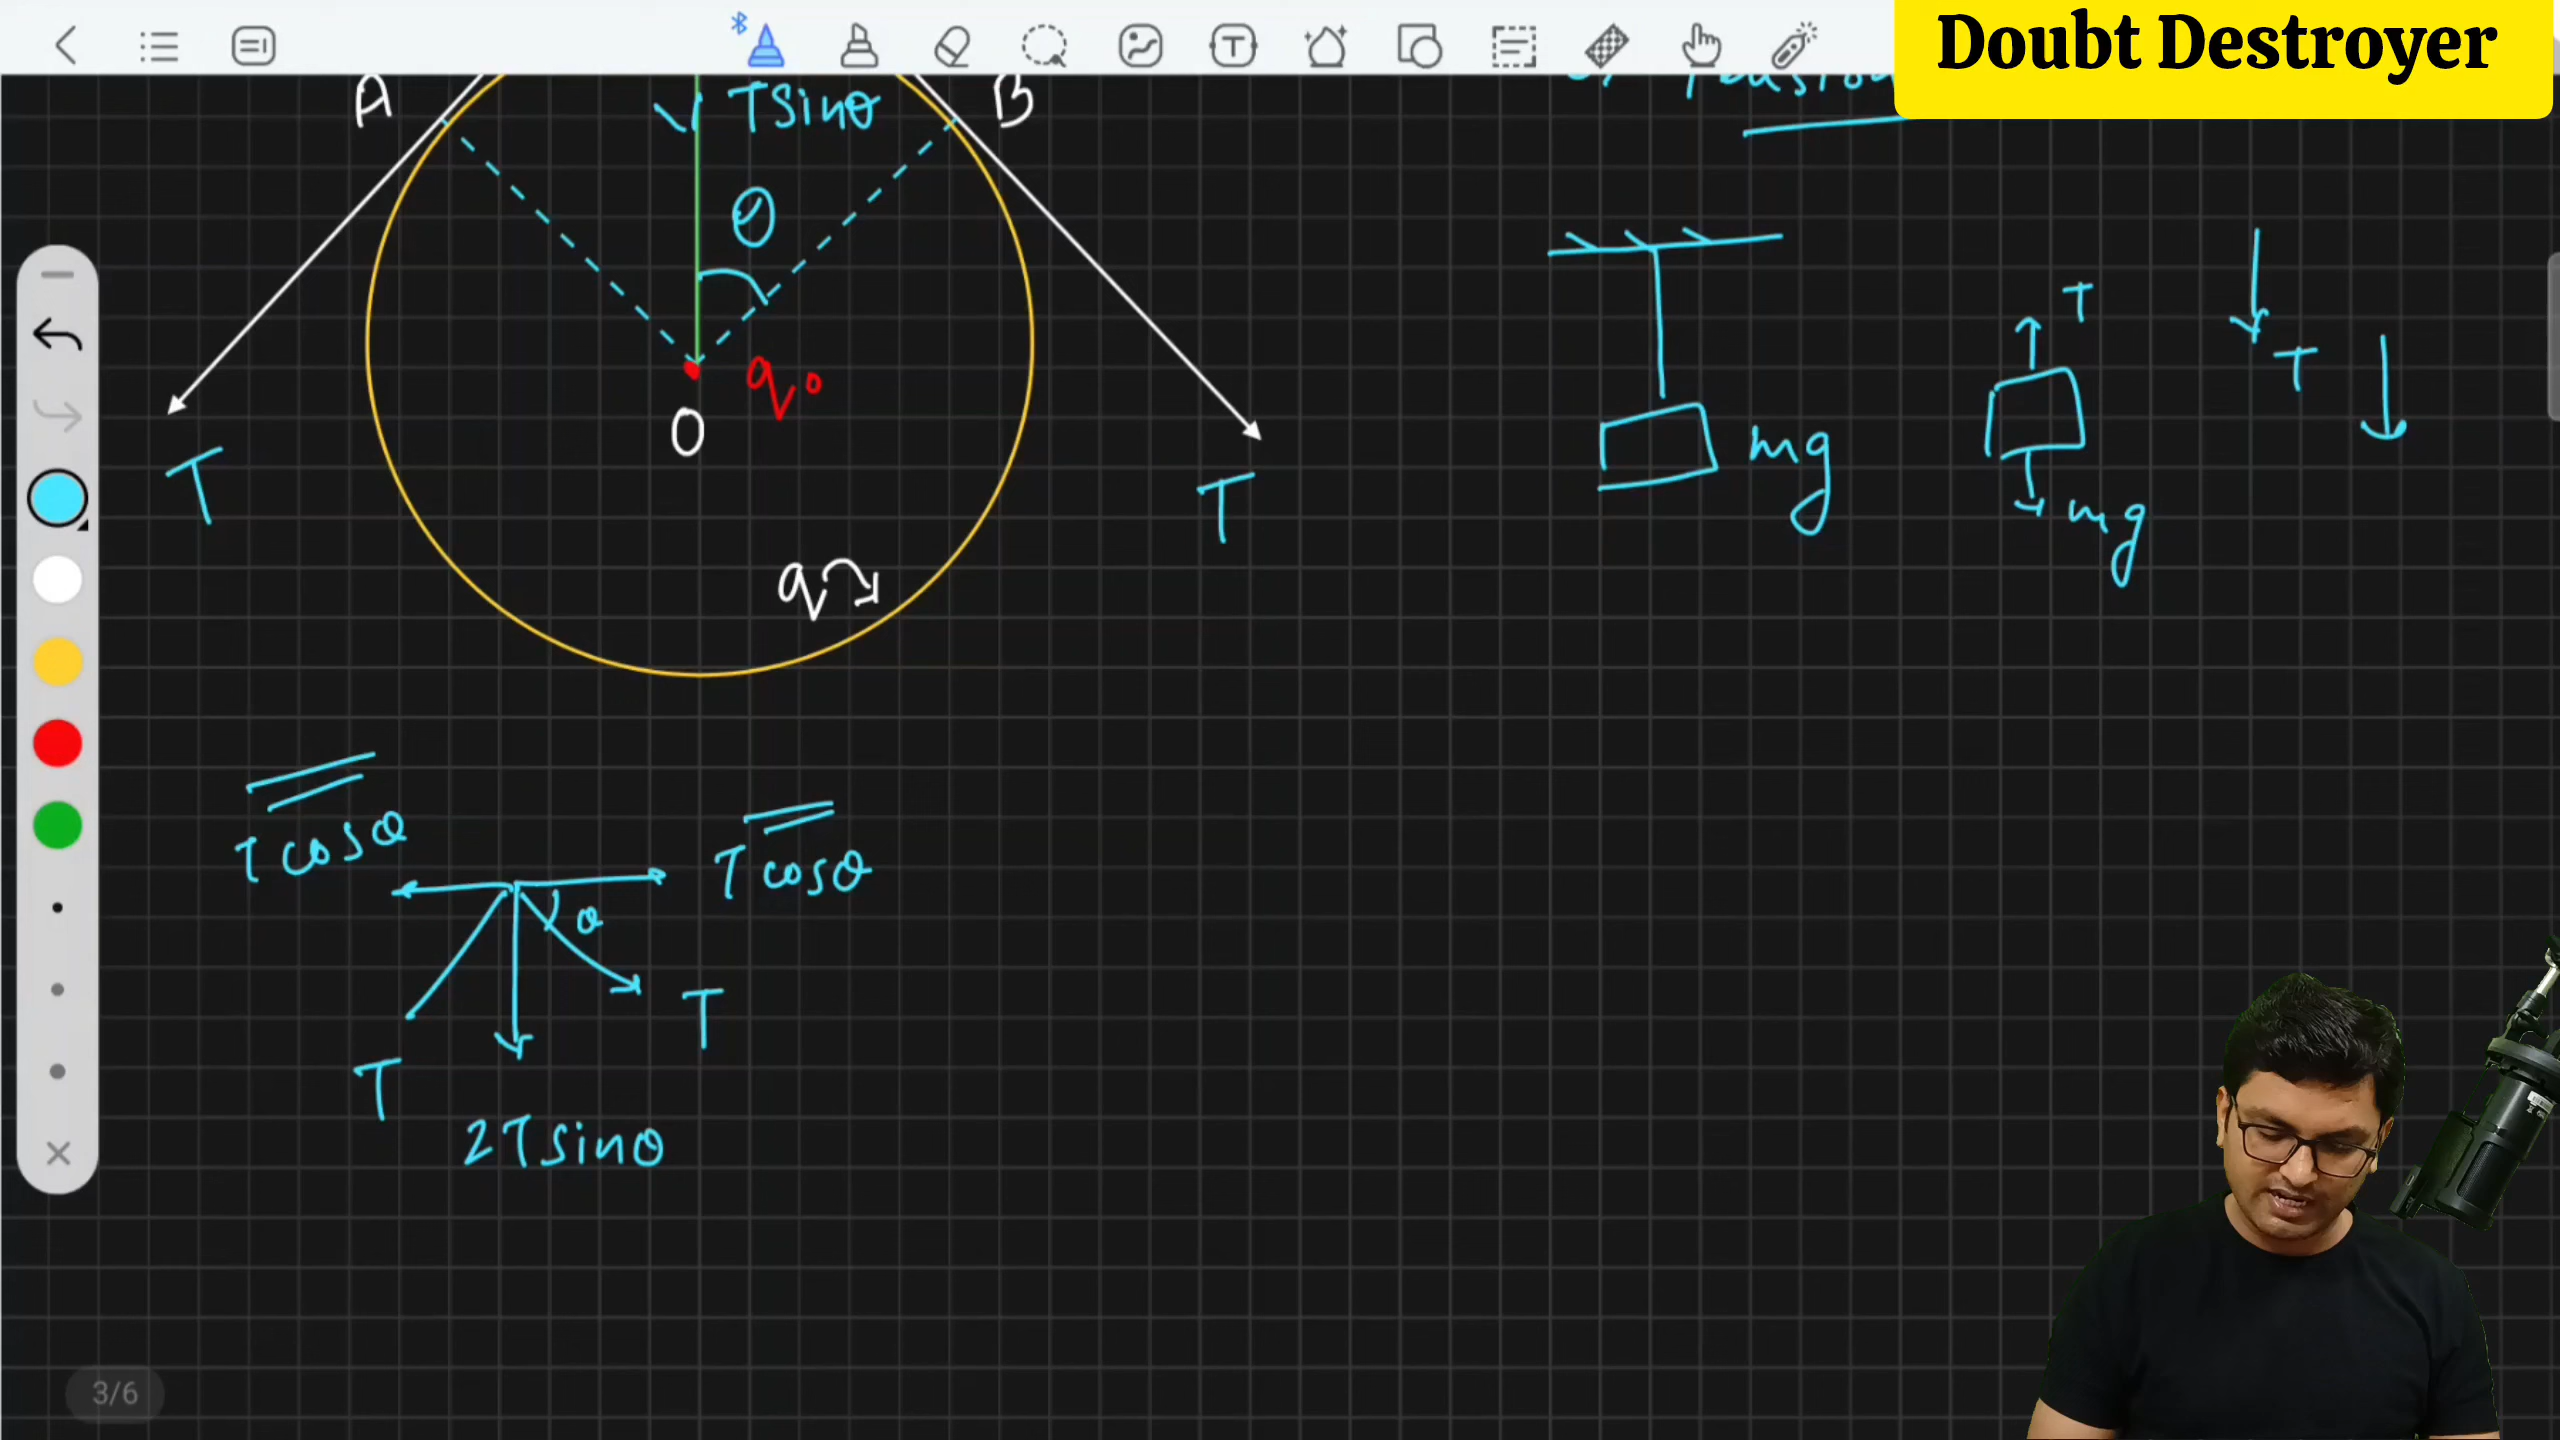 Doubt Destroyer
A
T sinθ
B
θ
T
T
q₀
O
mg
mg
T
T
q
T cosθ
T cosθ
θ
T
T
2T sinθ
3/6